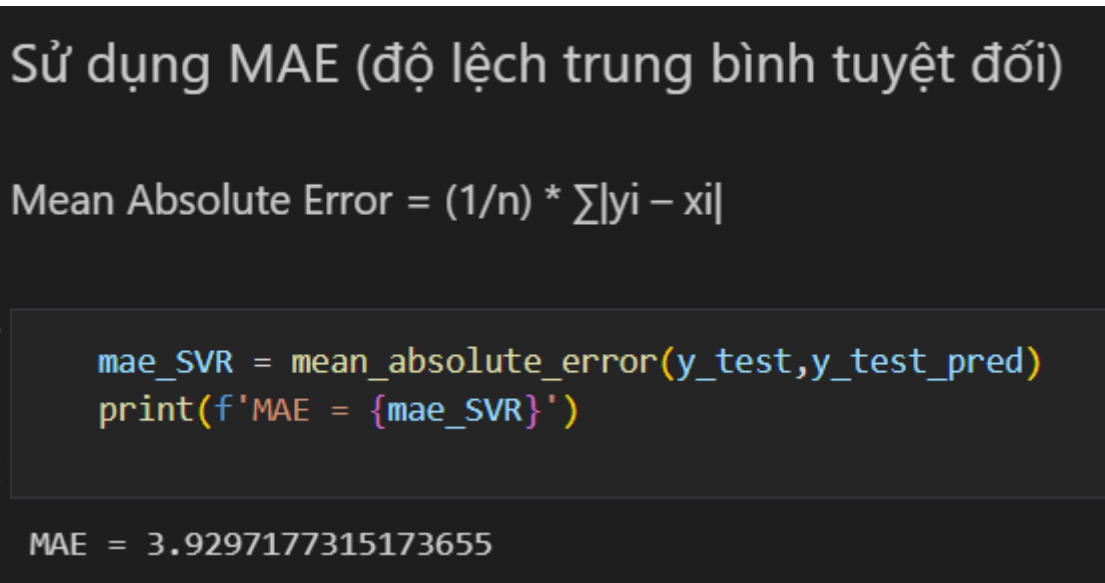 Sử dụng MAE (độ lệch trung bình tuyệt đối)
Mean Absolute Error = (1/n) * ∑|yi – xi|
mae_SVR = mean_absolute_error(y_test,y_test_pred)
print(f'MAE = {mae_SVR}')
MAE = 3.9297177315173655